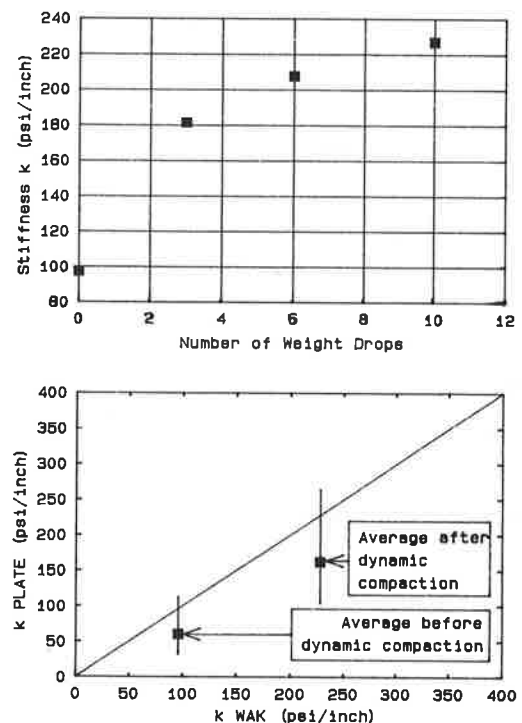 240
220
200
180
160
140
120
100
80
Stiffness k (psi/inch)
0 2 4 6 8 10 12
Number of Weight Drops
400
350
300
250
200
150
100
50
0
k PLATE (psi/inch)
Average after
dynamic
compaction
Average before
dynamic compaction
0 50 100 150 200 250 300 350 400
k WAK (psi/inch)